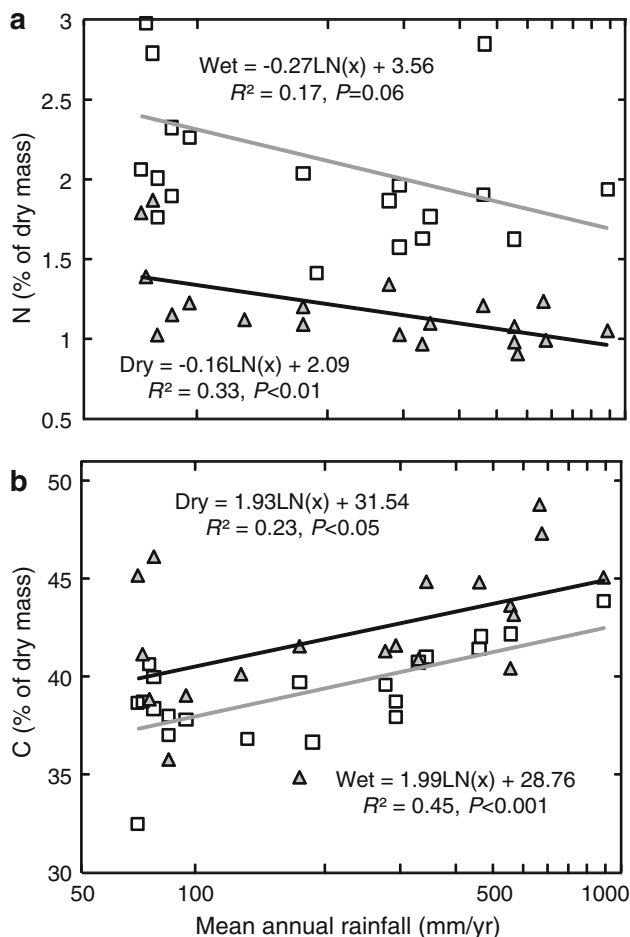 a
3
2.5
2
1.5
1
0.5
N (% of dry mass)
Wet = -0.27LN(x) + 3.56
R² = 0.17, P=0.06
Dry = -0.16LN(x) + 2.09
R² = 0.33, P<0.01
b
50
45
40
35
30
C (% of dry mass)
Dry = 1.93LN(x) + 31.54
R² = 0.23, P<0.05
Wet = 1.99LN(x) + 28.76
R² = 0.45, P<0.001
50 100 500 1000
Mean annual rainfall (mm/yr)